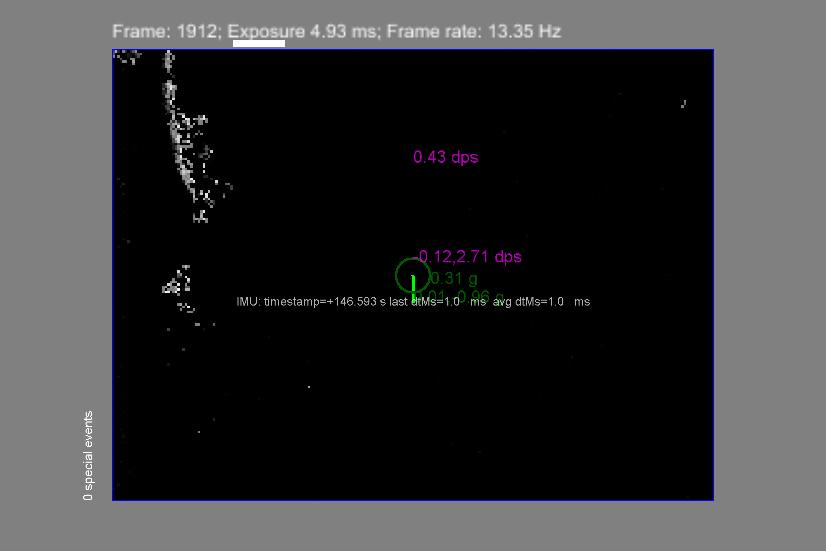 Frame: 1912; Exposure 4.93 ms; Frame rate: 13.35 Hz
0.43 dps
-0.12,2.71 dps
0.31 g
0.96 g
IMU: timestamp=+146.593 s last dtMs=1.0 ms avg dtMs=1.0 ms
0 special events